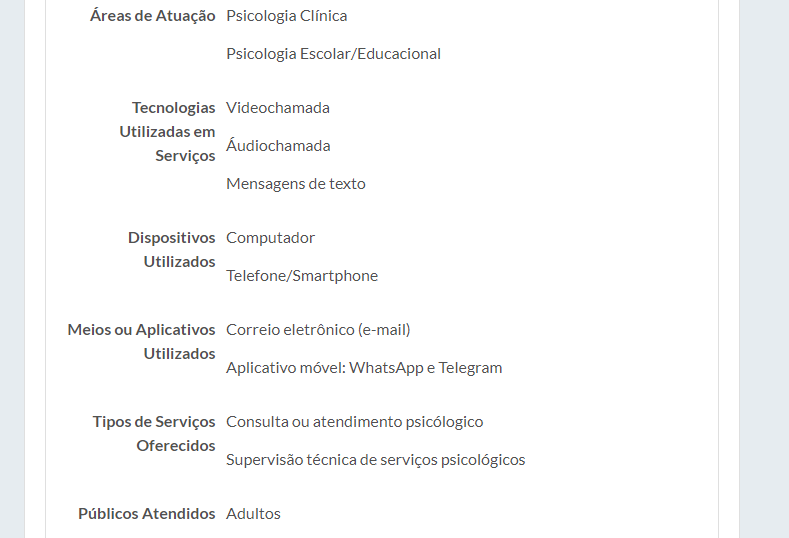 Áreas de Atuação Psicologia Clínica
Psicologia Escolar/Educacional
Tecnologias Videochamada
Utilizadas em
Serviços
Áudiochamada
Mensagens de texto
Dispositivos Computador
Utilizados
Telefone/Smartphone
Meios ou Aplicativos Correio eletrônico (e-mail)
Utilizados
Aplicativo móvel: WhatsApp e Telegram
Tipos de Serviços Consulta ou atendimento psicólogico
Oferecidos
Supervisão técnica de serviços psicológicos
Públicos Atendidos Adultos